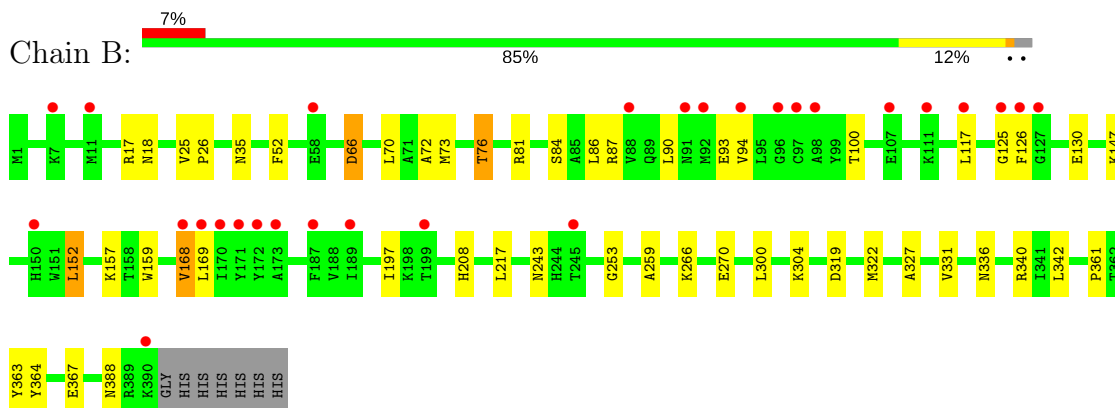 7%
Chain B:
85% 12% • •
M1 K7 M11 R17 N18 V25 P26 N35 F52 E58 D66 L70 A71 A72 M73 T76 R81 S84 A85 L86 R87 V88 Q89 L90 N91 M92 E93 V94 L95 G96 C97 A98 Y99 T100 E107 K111 L117 G125 F126 G127 E130 K147
H150 W151 L152 K157 T158 W159 V168 L169 I170 Y171 Y172 A173 F187 V188 I189 I197 K198 T199 H208 L217 N243 H244 T245 G253 A259 K266 E270 L300 K304 D319 M322 A327 V331 N336 R340 I341 L342 P361 T362
Y363 Y364 E367 N388 R389 K390 GLY HIS HIS HIS HIS HIS HIS